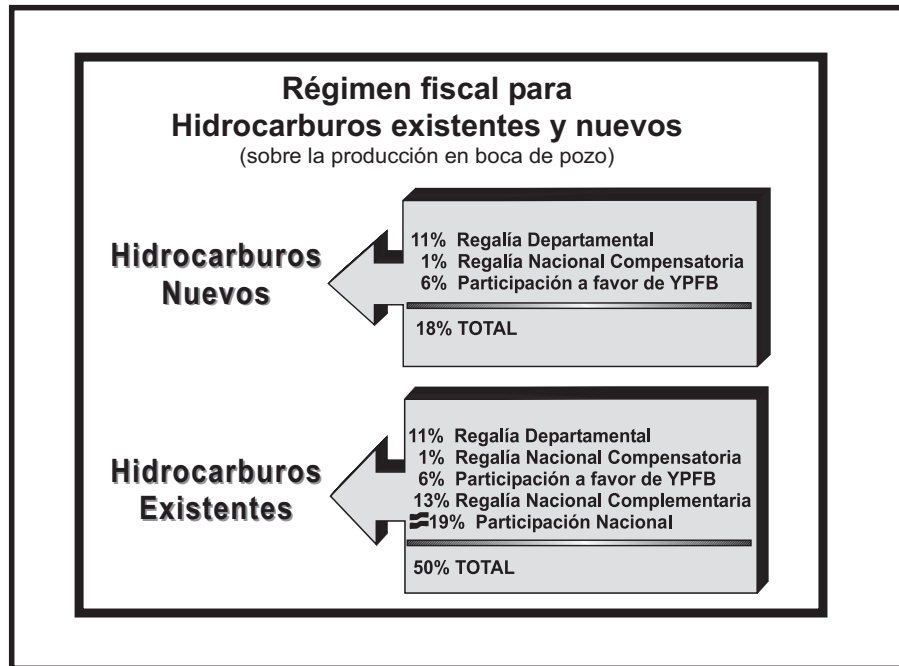 Régimen fiscal para
Hidrocarburos existentes y nuevos
(sobre la producción en boca de pozo)
Hidrocarburos
Nuevos
11% Regalía Departamental
1% Regalía Nacional Compensatoria
6% Participación a favor de YPFB
18% TOTAL
Hidrocarburos
Existentes
11% Regalía Departamental
1% Regalía Nacional Compensatoria
6% Participación a favor de YPFB
13% Regalía Nacional Complementaria
≈19% Participación Nacional
50% TOTAL